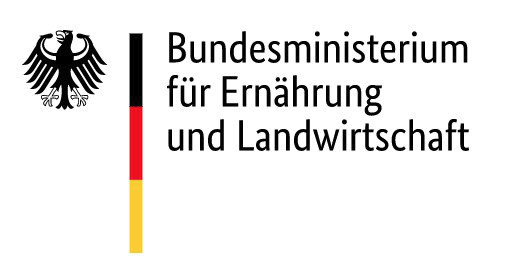 Bundesministerium
für Ernährung
und Landwirtschaft